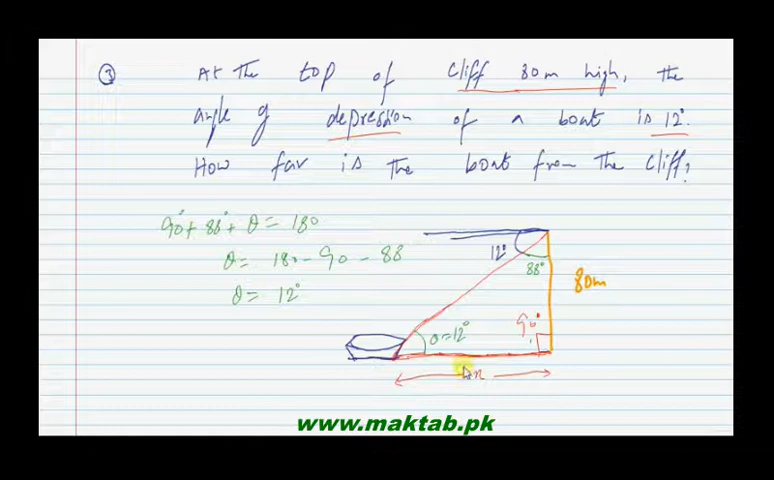 ③ At the top of cliff 80m high, the
angle of depression of a boat is 12°.
How far is the boat from the cliff?
90° + 88° + θ = 180
θ = 180 - 90 - 88
θ = 12°
12°
88°
80m
90°
θ=12°
www.maktab.pk